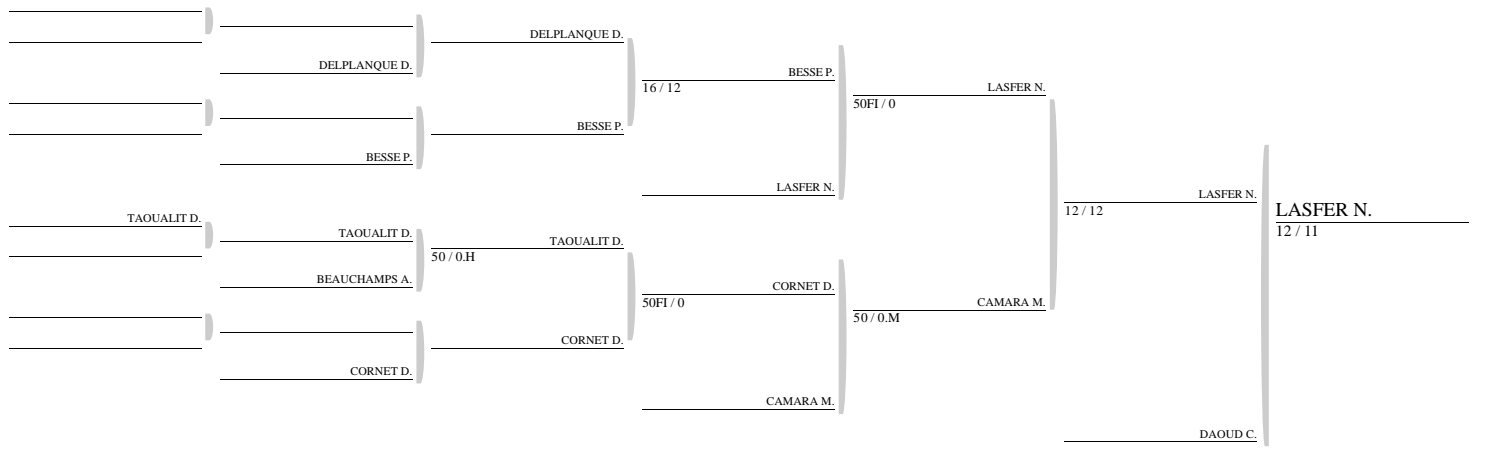 DELPLANQUE D.
DELPLANQUE D.
BESSE P.
16 / 12
LASFER N.
50FI / 0
BESSE P.
BESSE P.
LASFER N.
LASFER N.
12 / 12
LASFER N.
12 / 11
TAOUALIT D.
TAOUALIT D.
TAOUALIT D.
50 / 0.H
BEAUCHAMPS A.
CORNET D.
50FI / 0
CAMARA M.
50 / 0.M
CORNET D.
CORNET D.
CAMARA M.
DAOUD C.